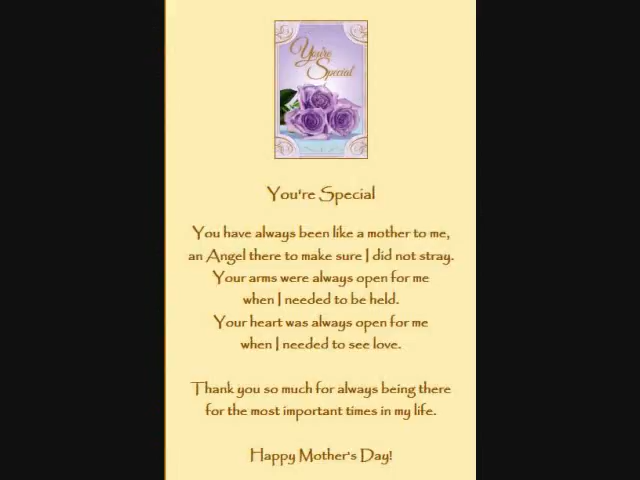 You're
Special
You're Special
You have always been like a mother to me,
an Angel there to make sure I did not stray.
Your arms were always open for me
when I needed to be held.
Your heart was always open for me
when I needed to see love.
Thank you so much for always being there
for the most important times in my life.
Happy Mother's Day!